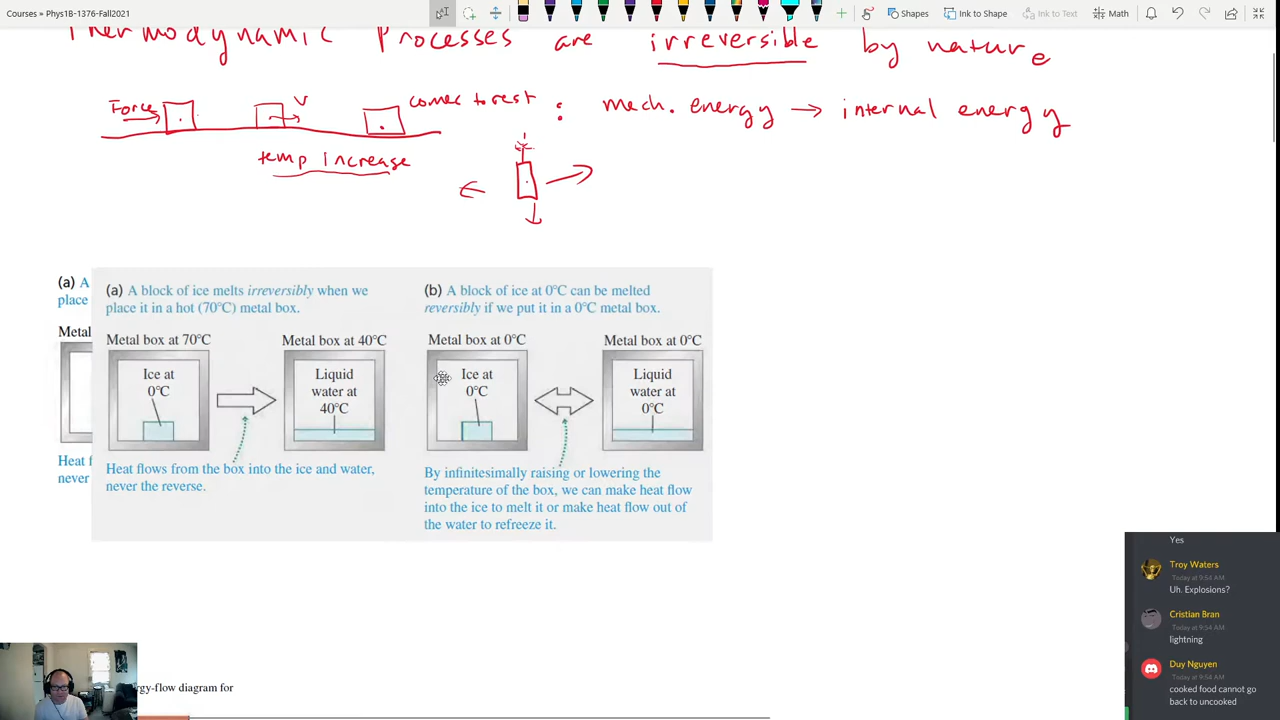 Courses » Phys1B-1376-Fall2021
Shapes
Ink to Shape
Ink to Text
Math
Thermodynamic Processes are irreversible by nature
Force
V
comes to rest : mech. energy → internal energy
temp increase
(a) A
place
Metal
Heat f
never
(a) A block of ice melts irreversibly when we
place it in a hot (70°C) metal box.
Metal box at 70°C
Metal box at 40°C
Ice at
0°C
Liquid
water at
40°C
Heat flows from the box into the ice and water,
never the reverse.
(b) A block of ice at 0°C can be melted
reversibly if we put it in a 0°C metal box.
Metal box at 0°C
Metal box at 0°C
Ice at
0°C
Liquid
water at
0°C
By infinitesimally raising or lowering the
temperature of the box, we can make heat flow
into the ice to melt it or make heat flow out of
the water to refreeze it.
Yes
Troy Waters
Today at 9:54 AM
Uh. Explosions?
Cristian Bran
Today at 9:54 AM
lightning
Duy Nguyen
Today at 9:54 AM
cooked food cannot go
back to uncooked
rgy-flow diagram for